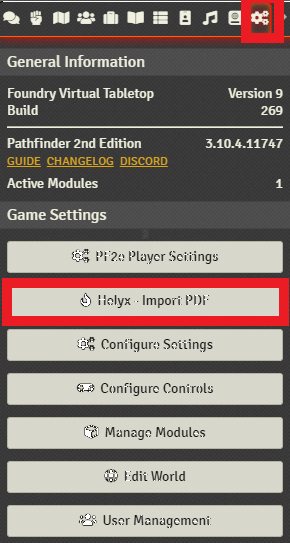 General Information
Foundry Virtual Tabletop Version 9
Build 269
Pathfinder 2nd Edition 3.10.4.11747
GUIDE CHANGELOG DISCORD
Active Modules 1
Game Settings
PF2e Player Settings
Helyx - Import PDF
Configure Settings
Configure Controls
Manage Modules
Edit World
User Management